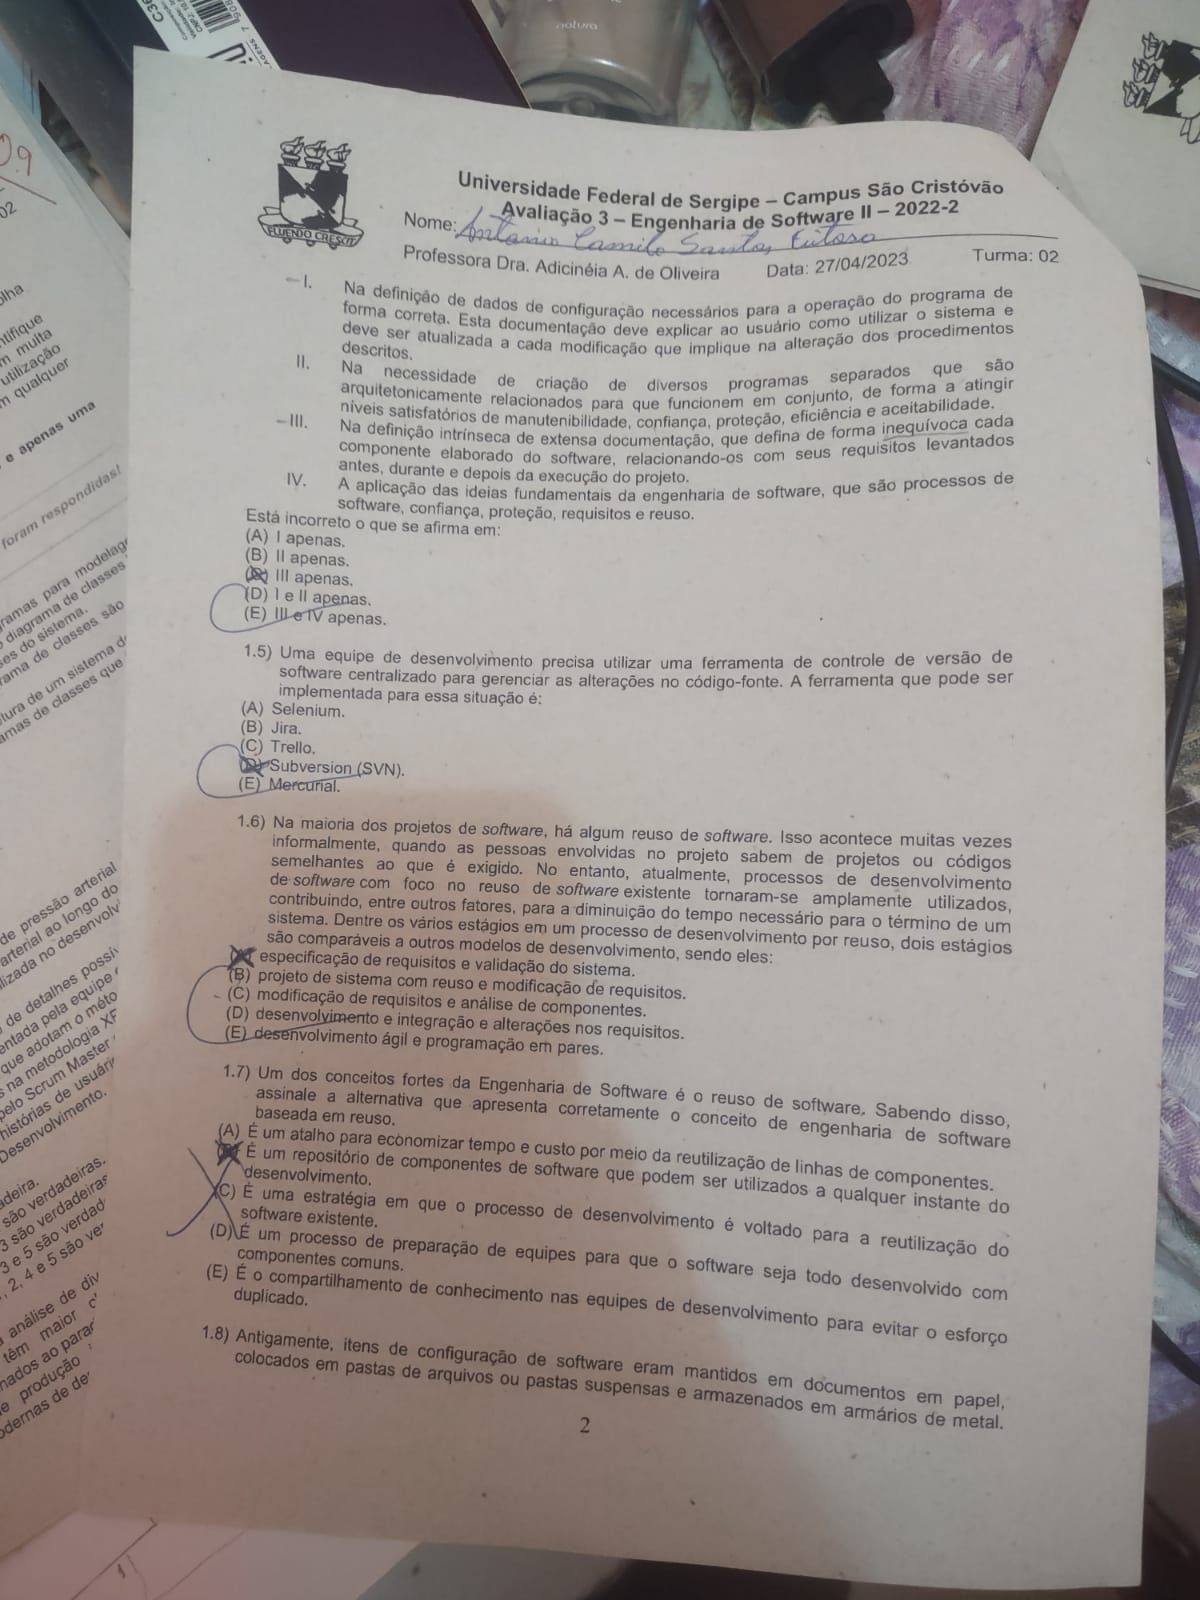 natura
09
02
Universidade Federal de Sergipe – Campus São Cristóvão
Avaliação 3 – Engenharia de Software II – 2022-2
Nome: Antonio Camilo Santos
Professora Dra. Adicinéia A. de Oliveira Data: 27/04/2023 Turma: 02
FLUENDO CRESCIT
I. Na definição de dados de configuração necessários para a operação do programa de
forma correta. Esta documentação deve explicar ao usuário como utilizar o sistema e
deve ser atualizada a cada modificação que implique na alteração dos procedimentos
descritos.
II. Na necessidade de criação de diversos programas separados que são
arquitetonicamente relacionados para que funcionem em conjunto, de forma a atingir
níveis satisfatórios de manutenibilidade, confiança, proteção, eficiência e aceitabilidade.
III. Na definição intrínseca de extensa documentação, que defina de forma inequívoca cada
componente elaborado do software, relacionando-os com seus requisitos levantados
antes, durante e depois da execução do projeto.
IV. A aplicação das ideias fundamentais da engenharia de software, que são processos de
software, confiança, proteção, requisitos e reuso.
Está incorreto o que se afirma em:
(A) I apenas.
(B) II apenas.
(C) III apenas.
(D) I e II apenas.
(E) III e IV apenas.
1.5) Uma equipe de desenvolvimento precisa utilizar uma ferramenta de controle de versão de
software centralizado para gerenciar as alterações no código-fonte. A ferramenta que pode ser
implementada para essa situação é:
(A) Selenium.
(B) Jira.
(C) Trello.
(D) Subversion (SVN).
(E) Mercurial.
1.6) Na maioria dos projetos de software, há algum reuso de software. Isso acontece muitas vezes
informalmente, quando as pessoas envolvidas no projeto sabem de projetos ou códigos
semelhantes ao que é exigido. No entanto, atualmente, processos de desenvolvimento
de software com foco no reuso de software existente tornaram-se amplamente utilizados,
contribuindo, entre outros fatores, para a diminuição do tempo necessário para o término de um
sistema. Dentre os vários estágios em um processo de desenvolvimento por reuso, dois estágios
são comparáveis a outros modelos de desenvolvimento, sendo eles:
(A) especificação de requisitos e validação do sistema.
(B) projeto de sistema com reuso e modificação de requisitos.
(C) modificação de requisitos e análise de componentes.
(D) desenvolvimento e integração e alterações nos requisitos.
(E) desenvolvimento ágil e programação em pares.
1.7) Um dos conceitos fortes da Engenharia de Software é o reuso de software. Sabendo disso,
assinale a alternativa que apresenta corretamente o conceito de engenharia de software
baseada em reuso.
(A) É um atalho para economizar tempo e custo por meio da reutilização de linhas de componentes.
(B) É um repositório de componentes de software que podem ser utilizados a qualquer instante do
desenvolvimento.
(C) É uma estratégia em que o processo de desenvolvimento é voltado para a reutilização do
software existente.
(D) É um processo de preparação de equipes para que o software seja todo desenvolvido com
componentes comuns.
(E) É o compartilhamento de conhecimento nas equipes de desenvolvimento para evitar o esforço
duplicado.
1.8) Antigamente, itens de configuração de software eram mantidos em documentos em papel,
colocados em pastas de arquivos ou pastas suspensas e armazenados em armários de metal.
2